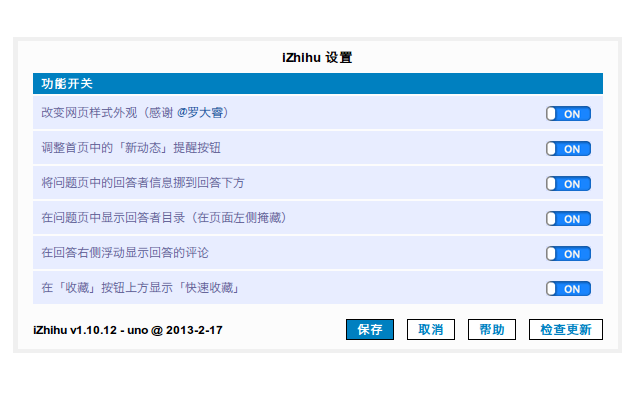 iZhihu 设置
功能开关
改变网页样式外观（感谢 @罗大睿）
ON
调整首页中的「新动态」提醒按钮
ON
将问题页中的回答者信息挪到回答下方
ON
在问题页中显示回答者目录（在页面左侧掩藏）
ON
在回答右侧浮动显示回答的评论
ON
在「收藏」按钮上方显示「快速收藏」
ON
iZhihu v1.10.12 - uno @ 2013-2-17 保存 取消 帮助 检查更新